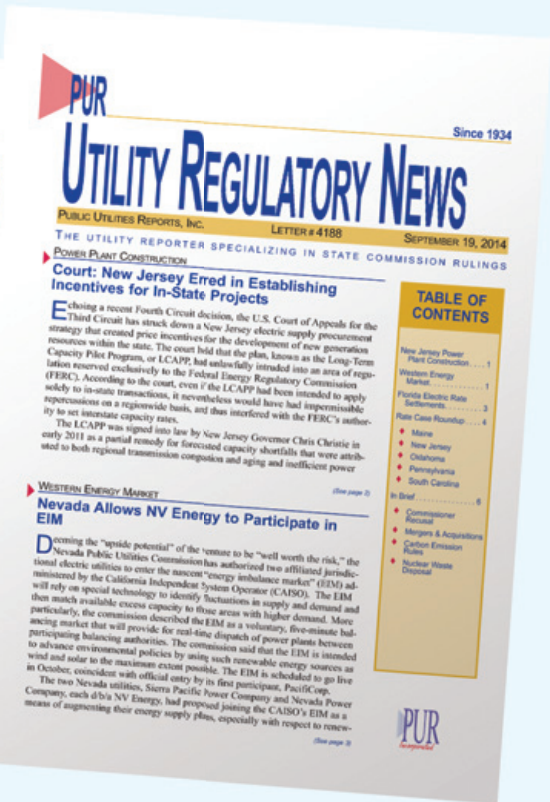 PUR
Since 1934
UTILITY REGULATORY NEWS
PUBLIC UTILITIES REPORTS, INC.
LETTER # 4188
SEPTEMBER 19, 2014
THE UTILITY REPORTER SPECIALIZING IN STATE COMMISSION RULINGS
POWER PLANT CONSTRUCTION
Court: New Jersey Erred in Establishing
Incentives for In-State Projects
Echoing a recent Fourth Circuit decision, the U.S. Court of Appeals for the
Third Circuit has struck down a New Jersey electric supply procurement
strategy that created price incentives for the development of new generation
resources within the state. The court held that the plan, known as the Long-Term
Capacity Pilot Program, or LCAPP, had unlawfully intruded into an area of regu-
lation reserved exclusively to the Federal Energy Regulatory Commission
(FERC). According to the court, even if the LCAPP had been intended to apply
solely to in-state transactions, it nevertheless would have had impermissible
repercussions on a regionwide basis, and thus interfered with the FERC's author-
ity to set interstate capacity rates.
The LCAPP was signed into law by New Jersey Governor Chris Christie in
early 2011 as a partial remedy for forecasted capacity shortfalls that were attrib-
uted to both regional transmission congestion and aging and inefficient power
(See page 2)
WESTERN ENERGY MARKET
Nevada Allows NV Energy to Participate in
EIM
Deeming the "upside potential" of the venture to be "well worth the risk," the
Nevada Public Utilities Commission has authorized two affiliated jurisdic-
tional electric utilities to enter the nascent "energy imbalance market" (EIM) ad-
ministered by the California Independent System Operator (CAISO). The EIM
will rely on special technology to identify fluctuations in supply and demand and
then match available excess capacity to those areas with higher demand. More
particularly, the commission described the EIM as a voluntary, five-minute bal-
ancing market that will provide for real-time dispatch of power plants between
participating balancing authorities. The commission said that the EIM is intended
to advance environmental policies by using such renewable energy sources as
wind and solar to the maximum extent possible. The EIM is scheduled to go live
in October, coincident with official entry by its first participant, PacifiCorp.
The two Nevada utilities, Sierra Pacific Power Company and Nevada Power
Company, each d/b/a NV Energy, had proposed joining the CAISO's EIM as a
means of augmenting their energy supply plans, especially with respect to renew-
(See page 3)
TABLE OF
CONTENTS
New Jersey Power
Plant Construction . . . . 1
Western Energy
Market . . . . . . . . . . . . . 1
Florida Electric Rate
Settlements . . . . . . . . . 3
Rate Case Roundup . . . 4
Maine
New Jersey
Oklahoma
Pennsylvania
South Carolina
In Brief . . . . . . . . . . . . . 6
Commissioner
Recusal
Mergers & Acquisitions
Carbon Emission
Rules
Nuclear Waste
Disposal
PUR
Incorporated